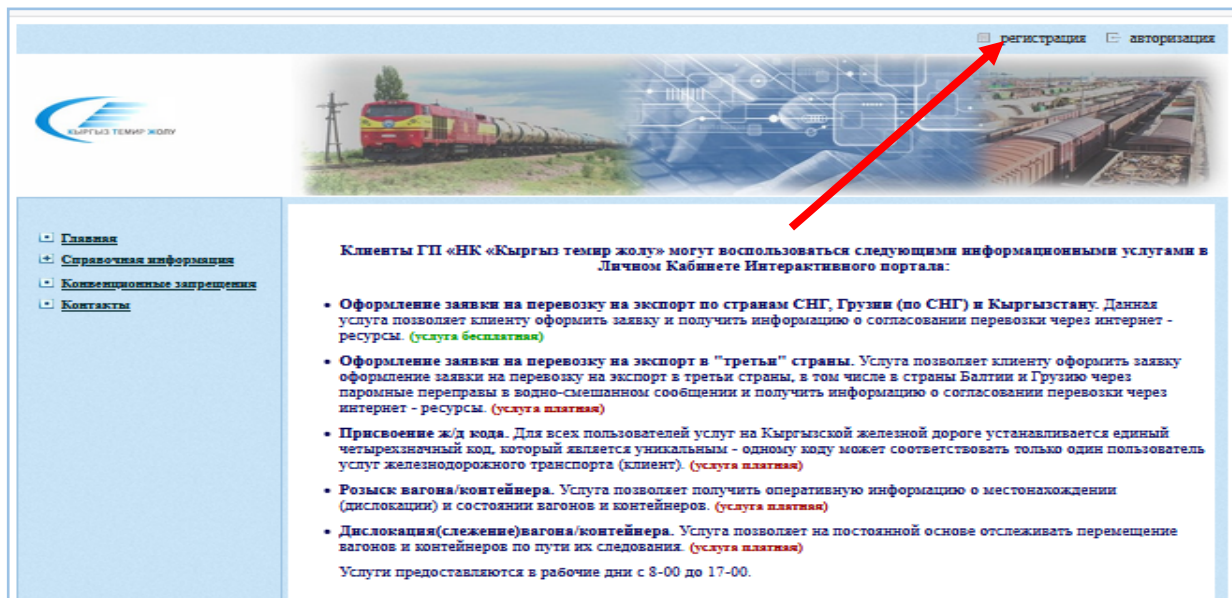 регистрация авторизация
КЫРГЫЗ ТЕМИР ЖОЛУ
Главная
Справочная информация
Конвенционные запрещения
Контакты
Клиенты ГП «НК «Кыргыз темир жолу» могут воспользоваться следующими информационными услугами в
Личном Кабинете Интерактивного портала:
• Оформление заявки на перевозку на экспорт по странам СНГ, Грузии (по СНГ) и Кыргызстану. Данная
услуга позволяет клиенту оформить заявку и получить информацию о согласовании перевозки через интернет -
ресурсы. (услуга бесплатная)
• Оформление заявки на перевозку на экспорт в "третьи" страны. Услуга позволяет клиенту оформить заявку
оформление заявки на перевозку на экспорт в третьи страны, в том числе в страны Балтии и Грузию через
паромные переправы в водно-смешанном сообщении и получить информацию о согласовании перевозки через
интернет - ресурсы. (услуга платная)
• Присвоение ж/д кода. Для всех пользователей услуг на Кыргызской железной дороге устанавливается единый
четырехзначный код, который является уникальным - одному коду может соответствовать только один пользователь
услуг железнодорожного транспорта (клиент). (услуга платная)
• Розыск вагона/контейнера. Услуга позволяет получить оперативную информацию о местонахождении
(дислокации) и состоянии вагонов и контейнеров. (услуга платная)
• Дислокация(слежение)вагона/контейнера. Услуга позволяет на постоянной основе отслеживать перемещение
вагонов и контейнеров по пути их следования. (услуга платная)
Услуги предоставляются в рабочие дни с 8-00 до 17-00.